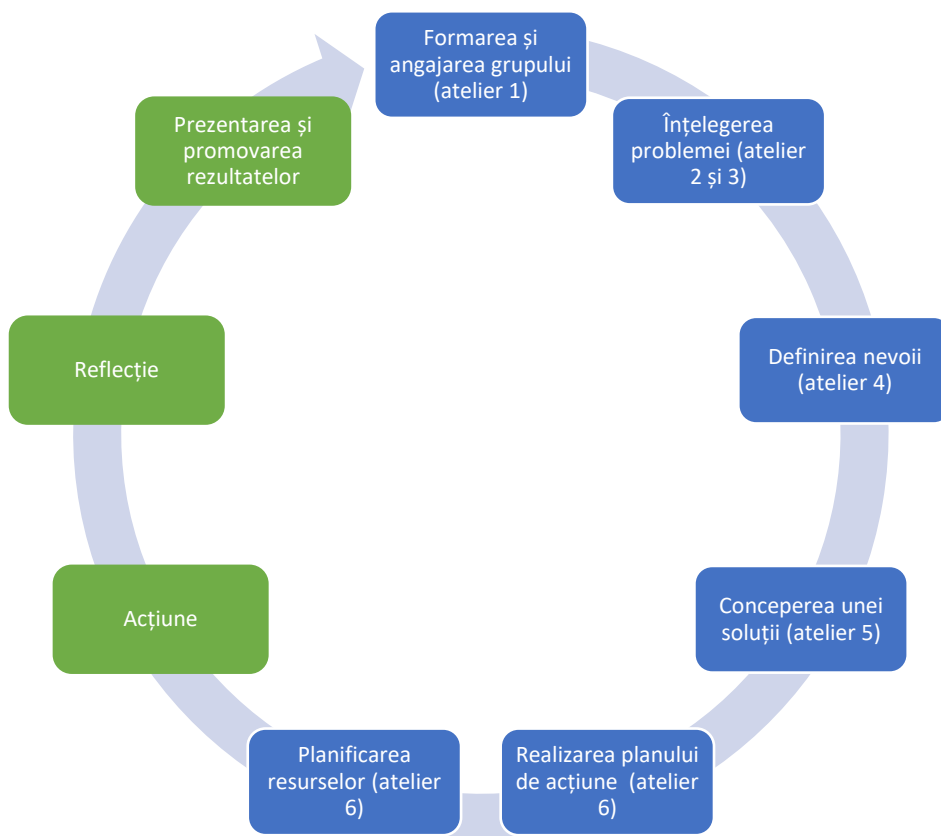 Formarea și
angajarea grupului
(atelier 1)
Înțelegerea
problemei (atelier
2 și 3)
Definirea nevoii
(atelier 4)
Conceperea unei
soluții (atelier 5)
Realizarea planului
de acțiune (atelier
6)
Planificarea
resurselor (atelier
6)
Acțiune
Reflecție
Prezentarea și
promovarea
rezultatelor